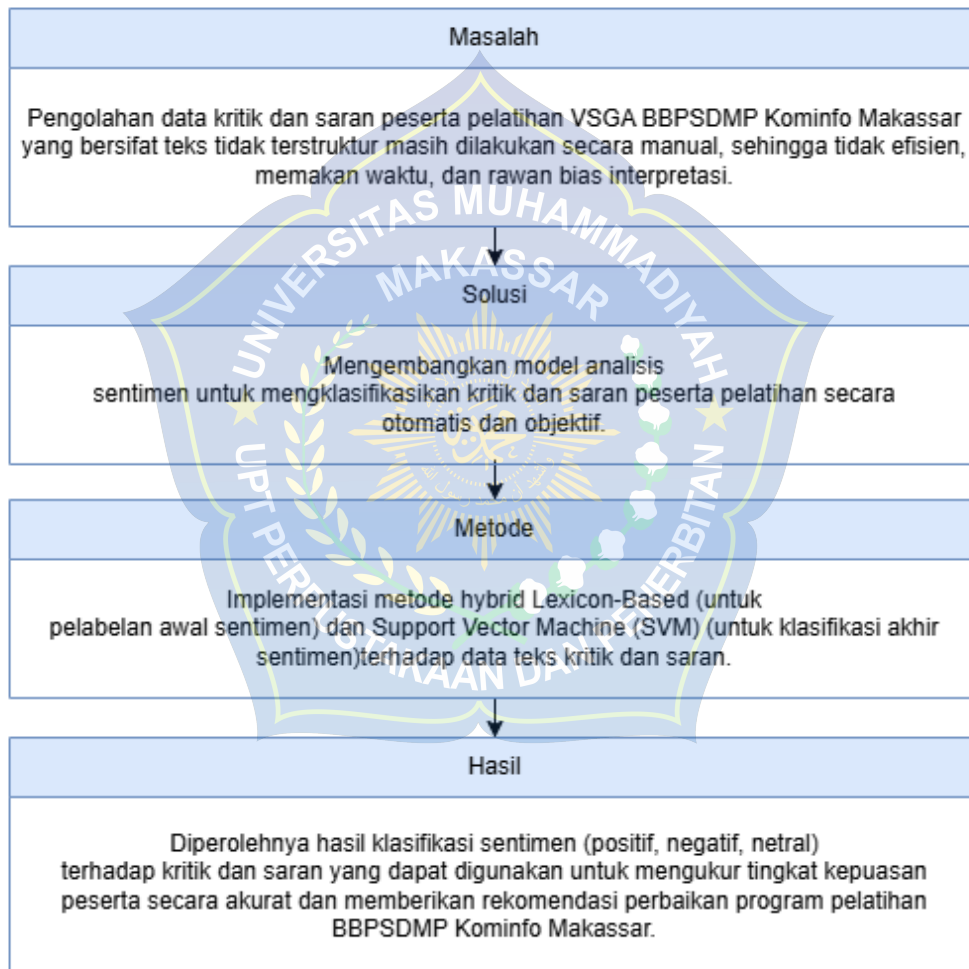 Masalah
Pengolahan data kritik dan saran peserta pelatihan VSGA BBPSDMP Kominfo Makassar
yang bersifat teks tidak terstruktur masih dilakukan secara manual, sehingga tidak efisien,
memakan waktu, dan rawan bias interpretasi.
UNIVERSITAS MUHAMMADIYAH
MAKASSAR
Solusi
Mengembangkan model analisis
sentimen untuk mengklasifikasikan kritik dan saran peserta pelatihan secara
otomatis dan objektif.
Metode
Implementasi metode hybrid Lexicon-Based (untuk
pelabelan awal sentimen) dan Support Vector Machine (SVM) (untuk klasifikasi akhir
sentimen)terhadap data teks kritik dan saran.
UPT PERPUSTAKAAN DAN PENERBITAN
Hasil
Diperolehnya hasil klasifikasi sentimen (positif, negatif, netral)
terhadap kritik dan saran yang dapat digunakan untuk mengukur tingkat kepuasan
peserta secara akurat dan memberikan rekomendasi perbaikan program pelatihan
BBPSDMP Kominfo Makassar.